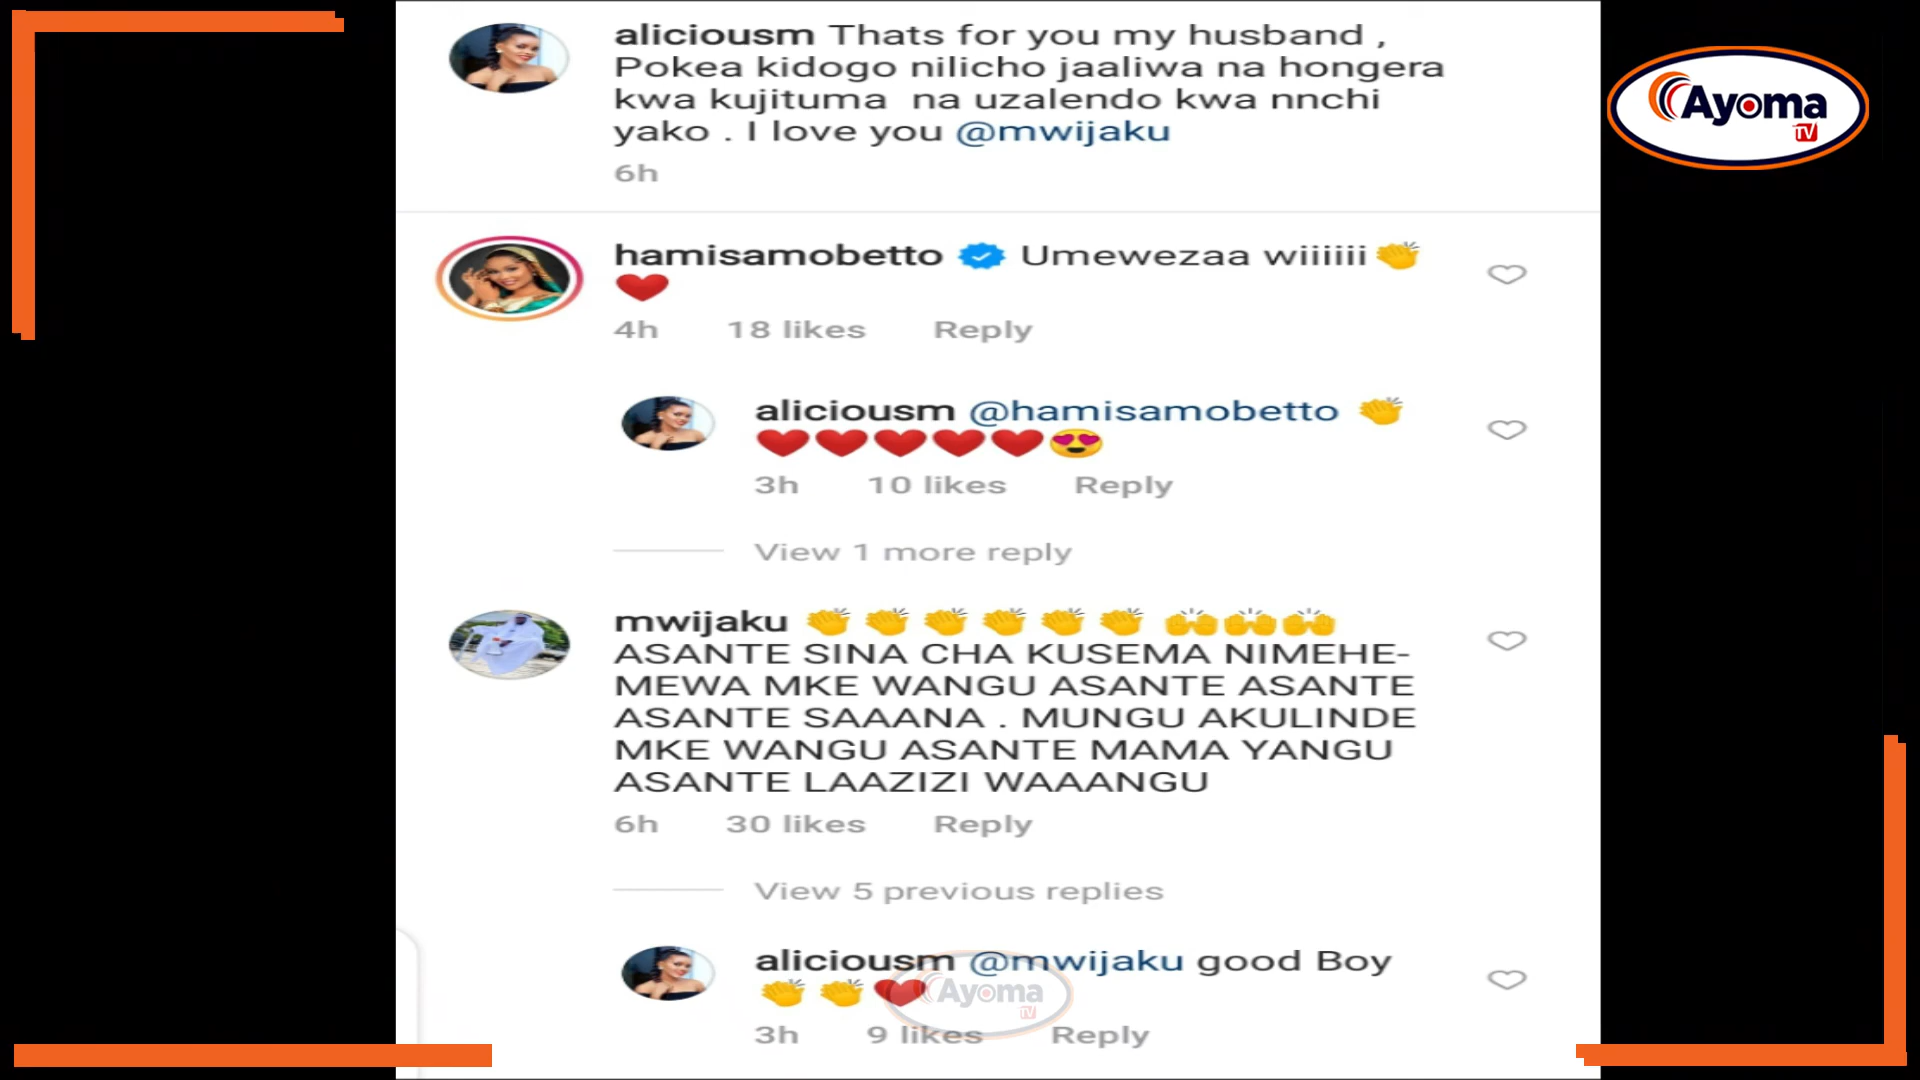 aliciousm Thats for you my husband ,
Pokea kidogo nilicho jaaliwa na hongera
kwa kujituma na uzalendo kwa nnchi
yako . I love you @mwijaku
6h
Ayoma
TV
hamisamobetto Umewezaa wiiiiii👏
❤️
4h 18 likes Reply
aliciousm @hamisamobetto 👏
❤️❤️❤️❤️❤️😍
3h 10 likes Reply
View 1 more reply
mwijaku 👏👏👏👏👏👏 🙌🙌🙌
ASANTE SINA CHA KUSEMA NIMEHE-
MEWA MKE WANGU ASANTE ASANTE
ASANTE SAAANA . MUNGU AKULINDE
MKE WANGU ASANTE MAMA YANGU
ASANTE LAAZIZI WAAANGU
6h 30 likes Reply
View 5 previous replies
aliciousm @mwijaku good Boy
👏👏❤️
Ayoma
TV
3h 9 likes Reply